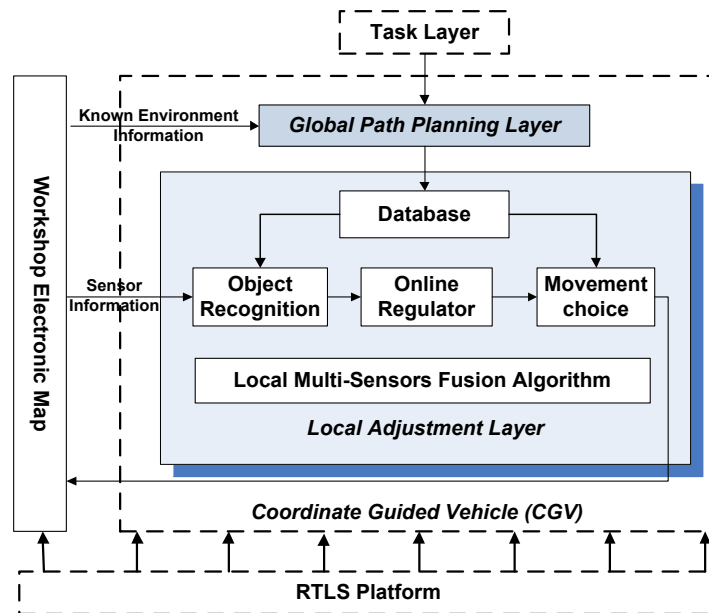 Task Layer
Known Environment
Information
Global Path Planning Layer
Workshop Electronic Map
Database
Sensor
Information
Object
Recognition
Online
Regulator
Movement
choice
Local Multi-Sensors Fusion Algorithm
Local Adjustment Layer
Coordinate Guided Vehicle (CGV)
RTLS Platform